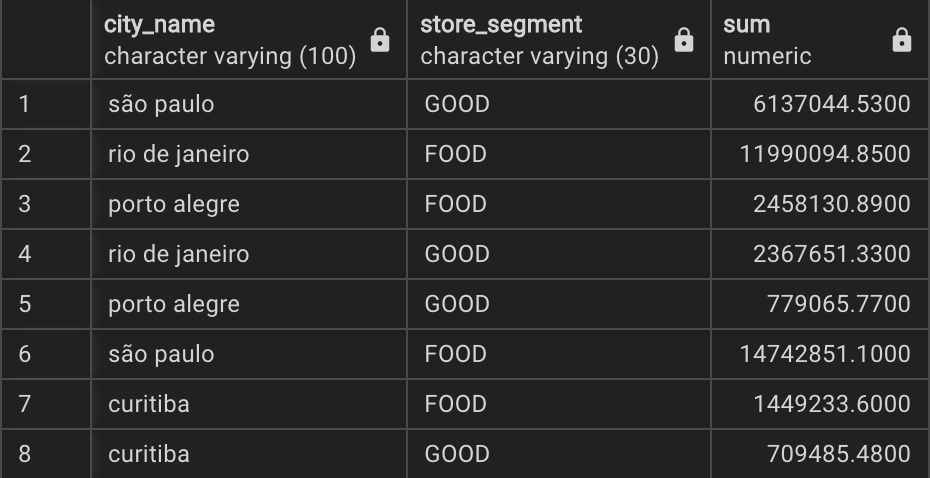 city_name store_segment sum
character varying (100) character varying (30) numeric
1 são paulo GOOD 6137044.5300
2 rio de janeiro FOOD 11990094.8500
3 porto alegre FOOD 2458130.8900
4 rio de janeiro GOOD 2367651.3300
5 porto alegre GOOD 779065.7700
6 são paulo FOOD 14742851.1000
7 curitiba FOOD 1449233.6000
8 curitiba GOOD 709485.4800